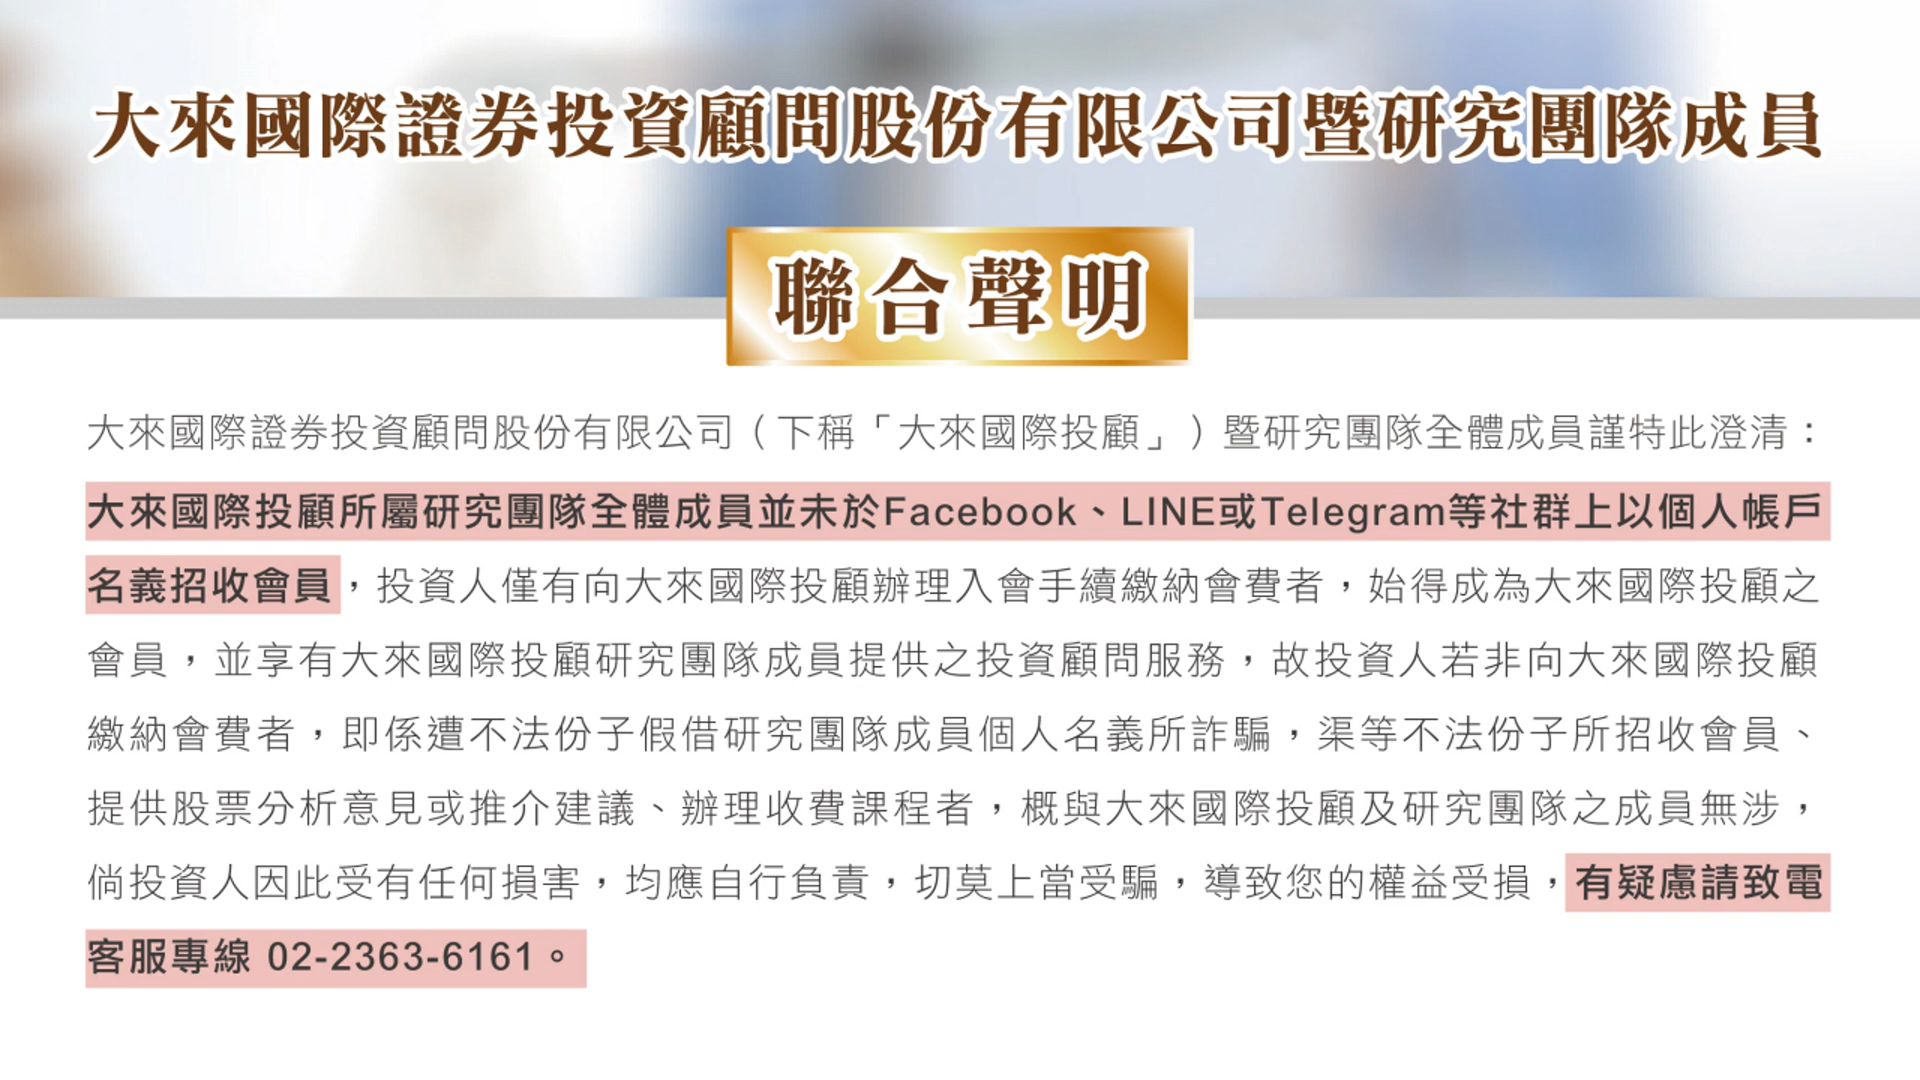 大來國際證券投資顧問股份有限公司暨研究團隊成員
聯合聲明
大來國際證券投資顧問股份有限公司（下稱「大來國際投顧」）暨研究團隊全體成員謹特此澄清：
大來國際投顧所屬研究團隊全體成員並未於Facebook、LINE或Telegram等社群上以個人帳戶
名義招收會員，投資人僅有向大來國際投顧辦理入會手續繳納會費者，始得成為大來國際投顧之
會員，並享有大來國際投顧研究團隊成員提供之投資顧問服務，故投資人若非向大來國際投顧
繳納會費者，即係遭不法份子假借研究團隊成員個人名義所詐騙，渠等不法份子所招收會員、
提供股票分析意見或推介建議、辦理收費課程者，概與大來國際投顧及研究團隊之成員無涉，
倘投資人因此受有任何損害，均應自行負責，切莫上當受騙，導致您的權益受損，有疑慮請致電
客服專線 02-2363-6161。